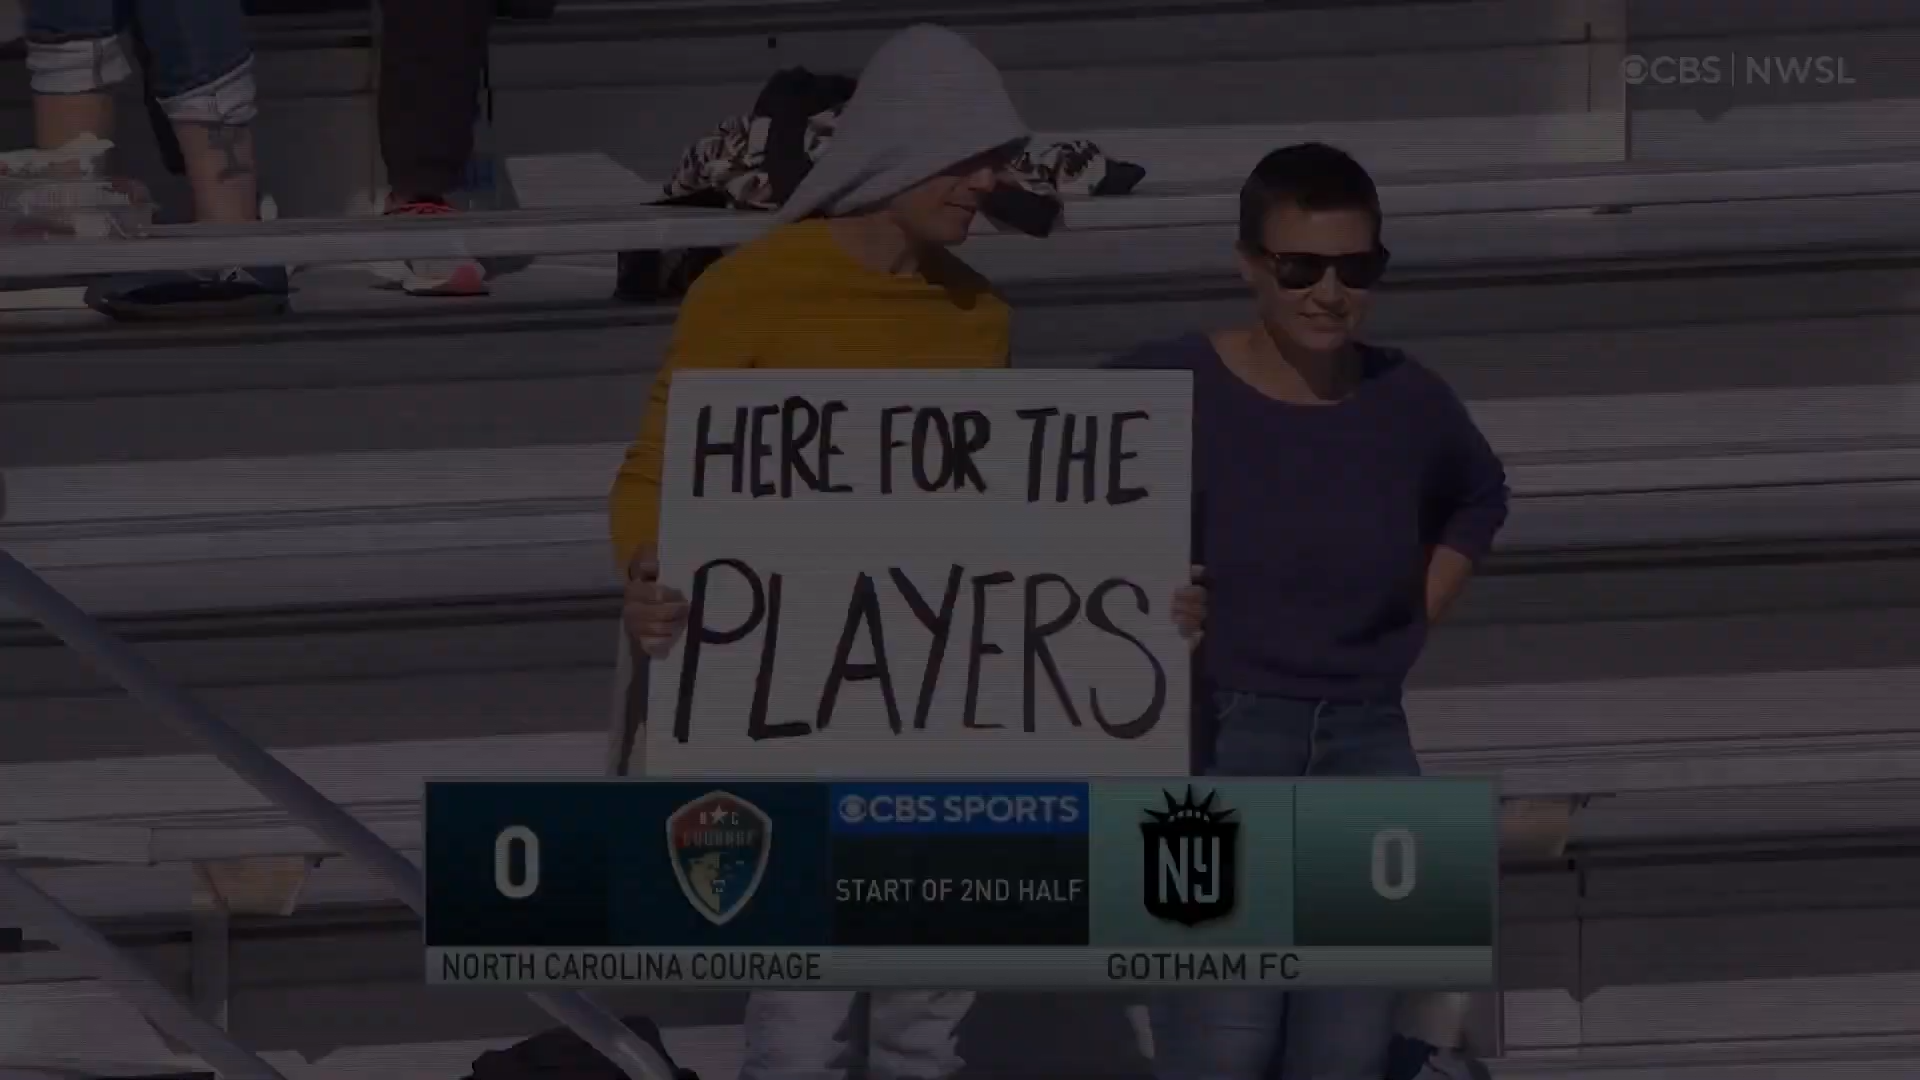 CBS | NWSL
HERE FOR THE
PLAYERS
0
N C
COURAGE
CBS SPORTS
START OF 2ND HALF
NY
0
NORTH CAROLINA COURAGE
GOTHAM FC